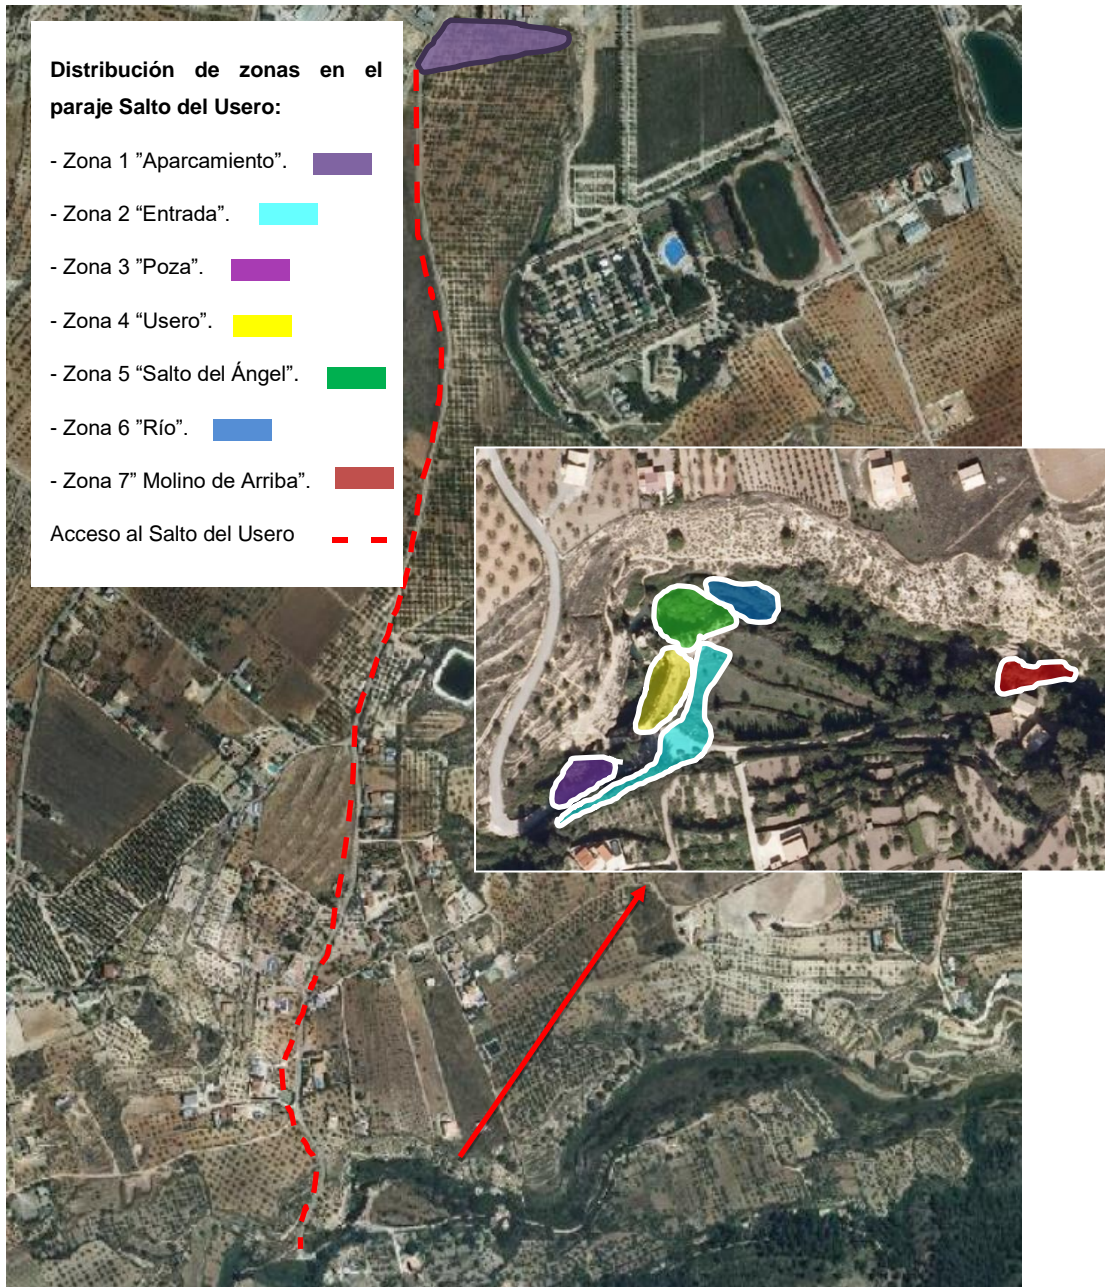 Distribución de zonas en el
paraje Salto del Usero:
- Zona 1 ”Aparcamiento”.
- Zona 2 “Entrada”.
- Zona 3 ”Poza”.
- Zona 4 “Usero”.
- Zona 5 “Salto del Ángel”.
- Zona 6 ”Río”.
- Zona 7” Molino de Arriba”.
Acceso al Salto del Usero